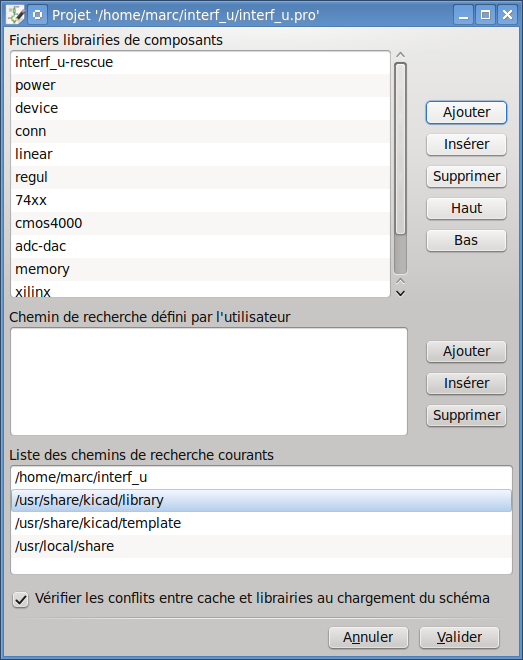 Projet '/home/marc/interf_u/interf_u.pro'
Fichiers librairies de composants
interf_u-rescue
power
device
conn
linear
regul
74xx
cmos4000
adc-dac
memory
xilinx
Ajouter
Insérer
Supprimer
Haut
Bas
Chemin de recherche défini par l'utilisateur
Ajouter
Insérer
Supprimer
Liste des chemins de recherche courants
/home/marc/interf_u
/usr/share/kicad/library
/usr/share/kicad/template
/usr/local/share
Vérifier les conflits entre cache et librairies au chargement du schéma
Annuler
Valider